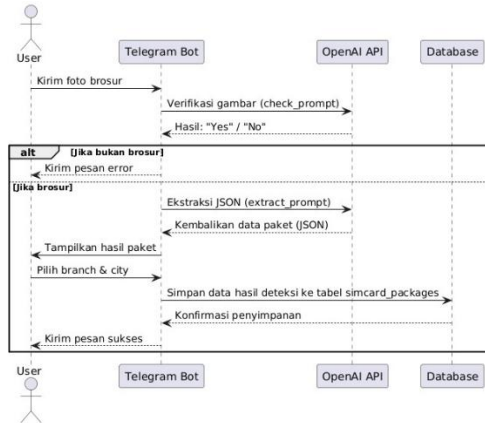 User
Telegram Bot
OpenAI API
Database
Kirim foto brosur
Verifikasi gambar (check_prompt)
Hasil: "Yes" / "No"
alt
[Jika bukan brosur]
Kirim pesan error
[Jika brosur]
Ekstraksi JSON (extract_prompt)
Kembalikan data paket (JSON)
Tampilkan hasil paket
Pilih branch & city
Simpan data hasil deteksi ke tabel simcard_packages
Konfirmasi penyimpanan
Kirim pesan sukses
User
Telegram Bot
OpenAI API
Database